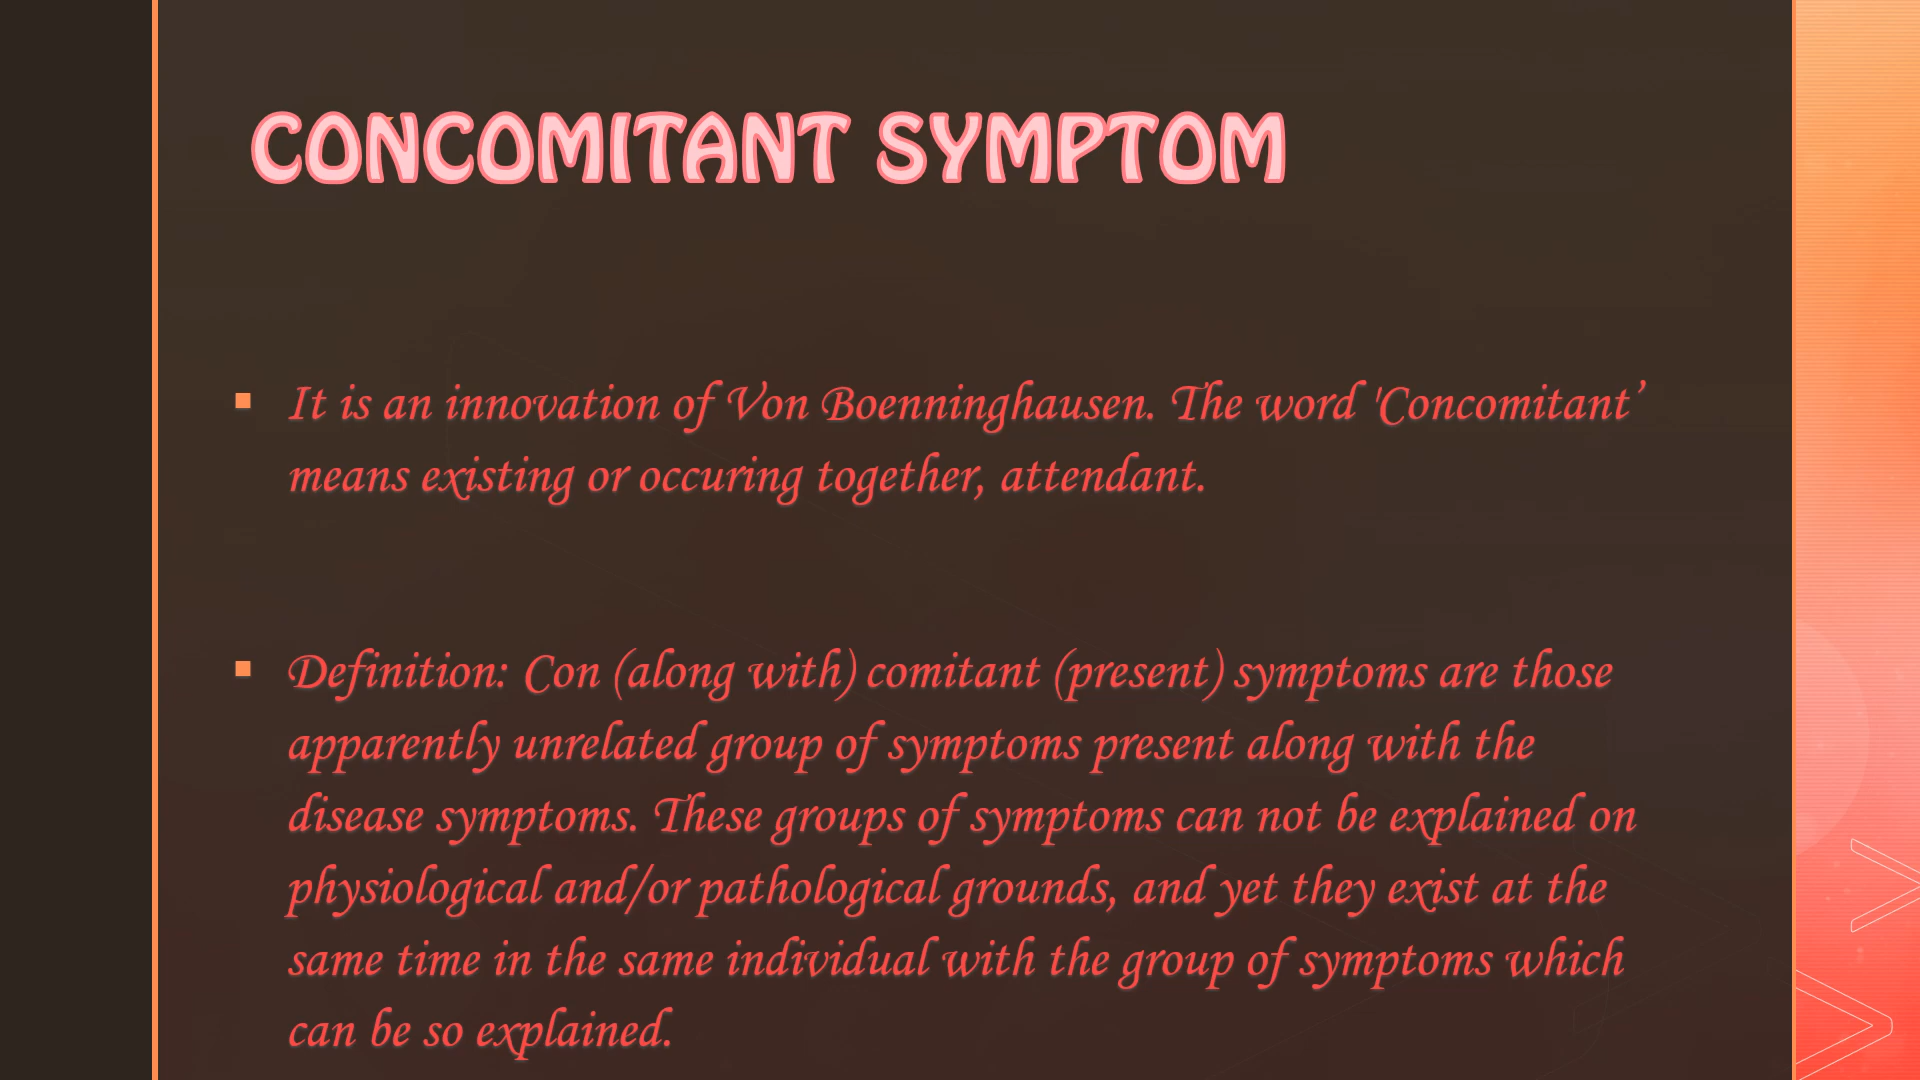 CONCOMITANT SYMPTOM
▪ It is an innovation of Von Boenninghausen. The word 'Concomitant’
means existing or occuring together, attendant.
▪ Definition: Con (along with) comitant (present) symptoms are those
apparently unrelated group of symptoms present along with the
disease symptoms. These groups of symptoms can not be explained on
physiological and/or pathological grounds, and yet they exist at the
same time in the same individual with the group of symptoms which
can be so explained.